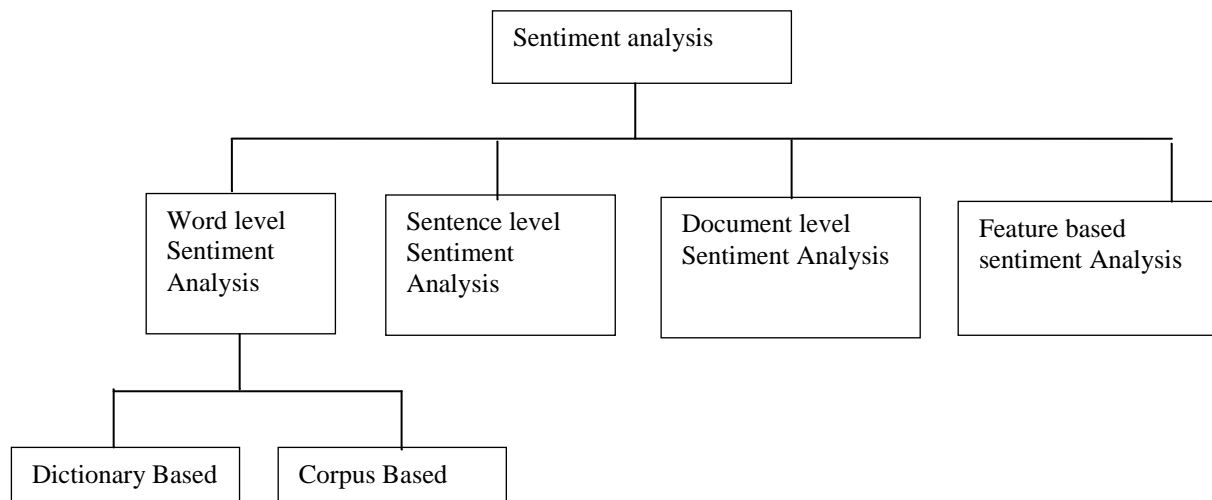 Sentiment analysis
Word level
Sentiment
Analysis
Sentence level
Sentiment
Analysis
Document level
Sentiment Analysis
Feature based
sentiment Analysis
Dictionary Based
Corpus Based